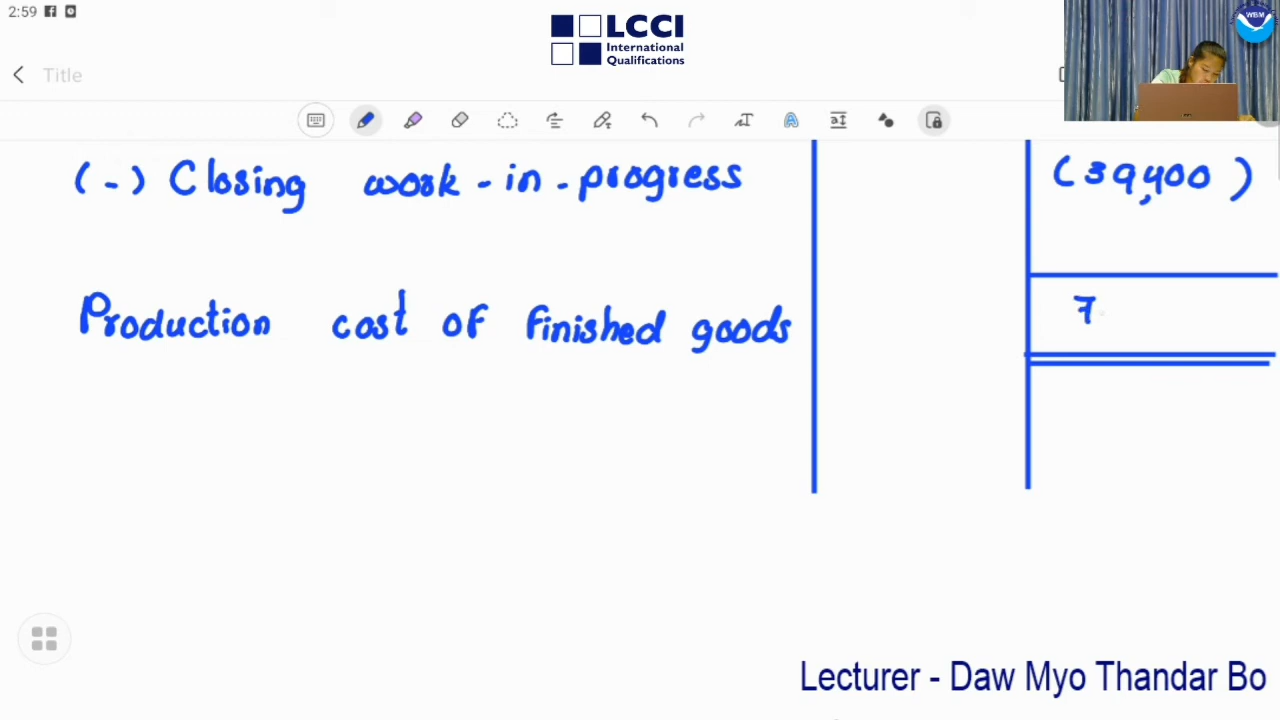 2:59
LCCI
International
Qualifications
WBM
Title
(-) Closing work-in-progress (39,400)
Production cost of finished goods 7
Lecturer - Daw Myo Thandar Bo